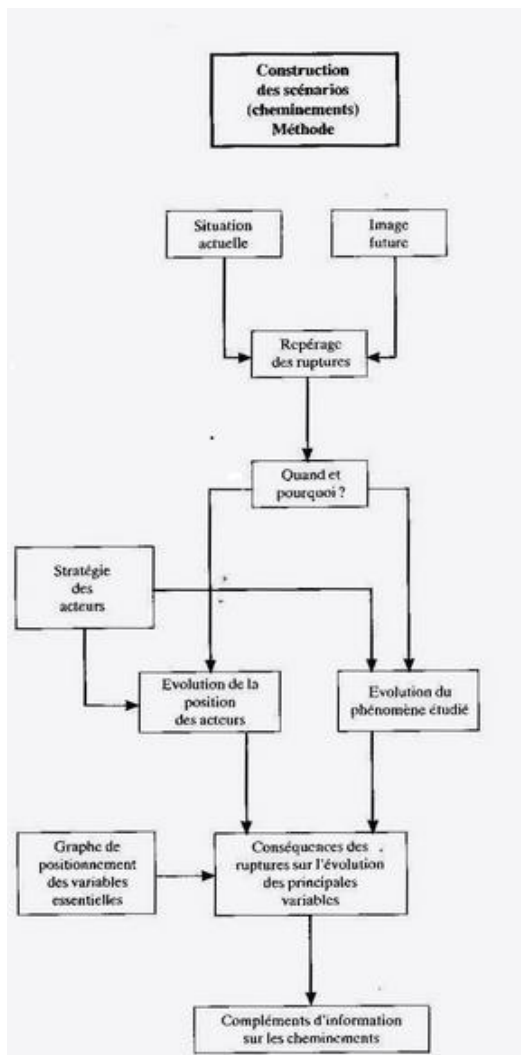 Construction
des scénarios
(cheminements)
Méthode
Situation
actuelle
Image
future
Repérage
des ruptures
Quand et
pourquoi ?
Stratégie
des
acteurs
Evolution de la
position
des acteurs
Evolution du
phénomène étudié
Graphe de
positionnement
des variables
essentielles
Conséquences des
ruptures sur l'évolution
des principales
variables
Compléments d'information
sur les cheminements